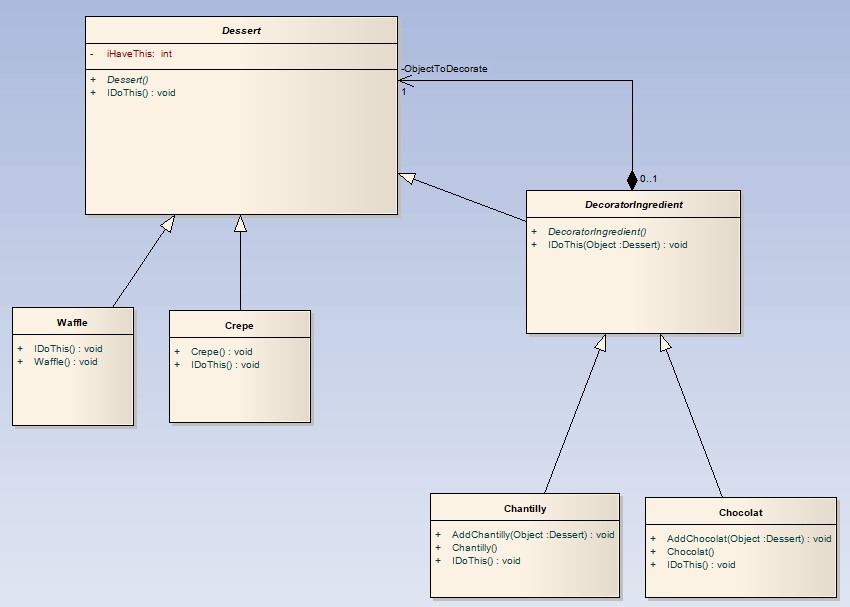 Dessert
- iHaveThis: int
+ Dessert()
+ IDoThis() : void
-ObjectToDecorate
1
0..1
DecoratorIngredient
+ DecoratorIngredient()
+ IDoThis(Object :Dessert) : void
Waffle
+ IDoThis() : void
+ Waffle() : void
Crepe
+ Crepe() : void
+ IDoThis() : void
Chantilly
+ AddChantilly(Object :Dessert) : void
+ Chantilly()
+ IDoThis() : void
Chocolat
+ AddChocolat(Object :Dessert) : void
+ Chocolat()
+ IDoThis() : void